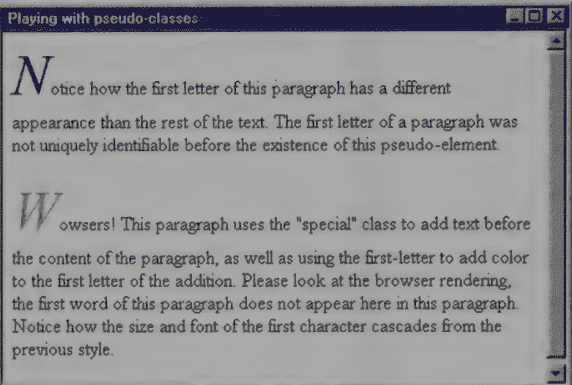 Playing with pseudo-classes
Notice how the first letter of this paragraph has a different
appearance than the rest of the text. The first letter of a paragraph was
not uniquely identifiable before the existence of this pseudo-element.
Wowsers! This paragraph uses the "special" class to add text before
the content of the paragraph, as well as using the first-letter to add color
to the first letter of the addition. Please look at the browser rendering,
the first word of this paragraph does not appear here in this paragraph.
Notice how the size and font of the first character cascades from the
previous style.